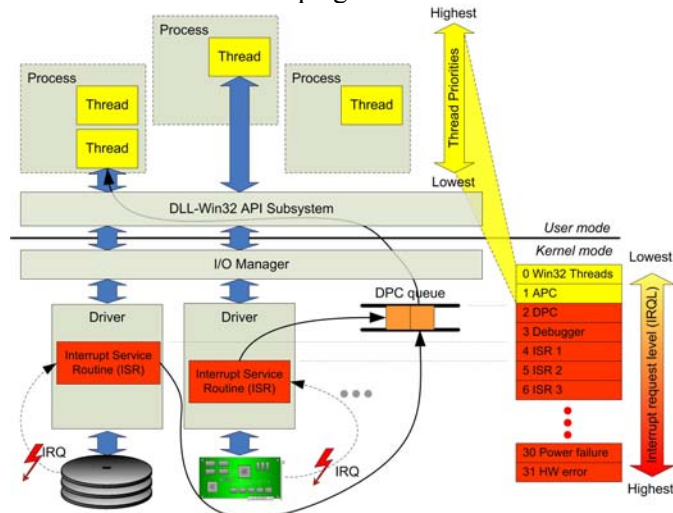 Highest
Process
Thread
Process
Thread
Thread
Process
Thread
Thread Priorities
Lowest
DLL-Win32 API Subsystem
User mode
Kernel mode
I/O Manager
Lowest
0 Win32 Threads
1 APC
DPC queue
2 DPC
Driver
Driver
3 Debugger
Interrupt Service
Routine (ISR)
Interrupt Service
Routine (ISR)
4 ISR 1
5 ISR 2
6 ISR 3
Interrupt request level (IRQL)
30 Power failure
31 HW error
IRQ
IRQ
Highest